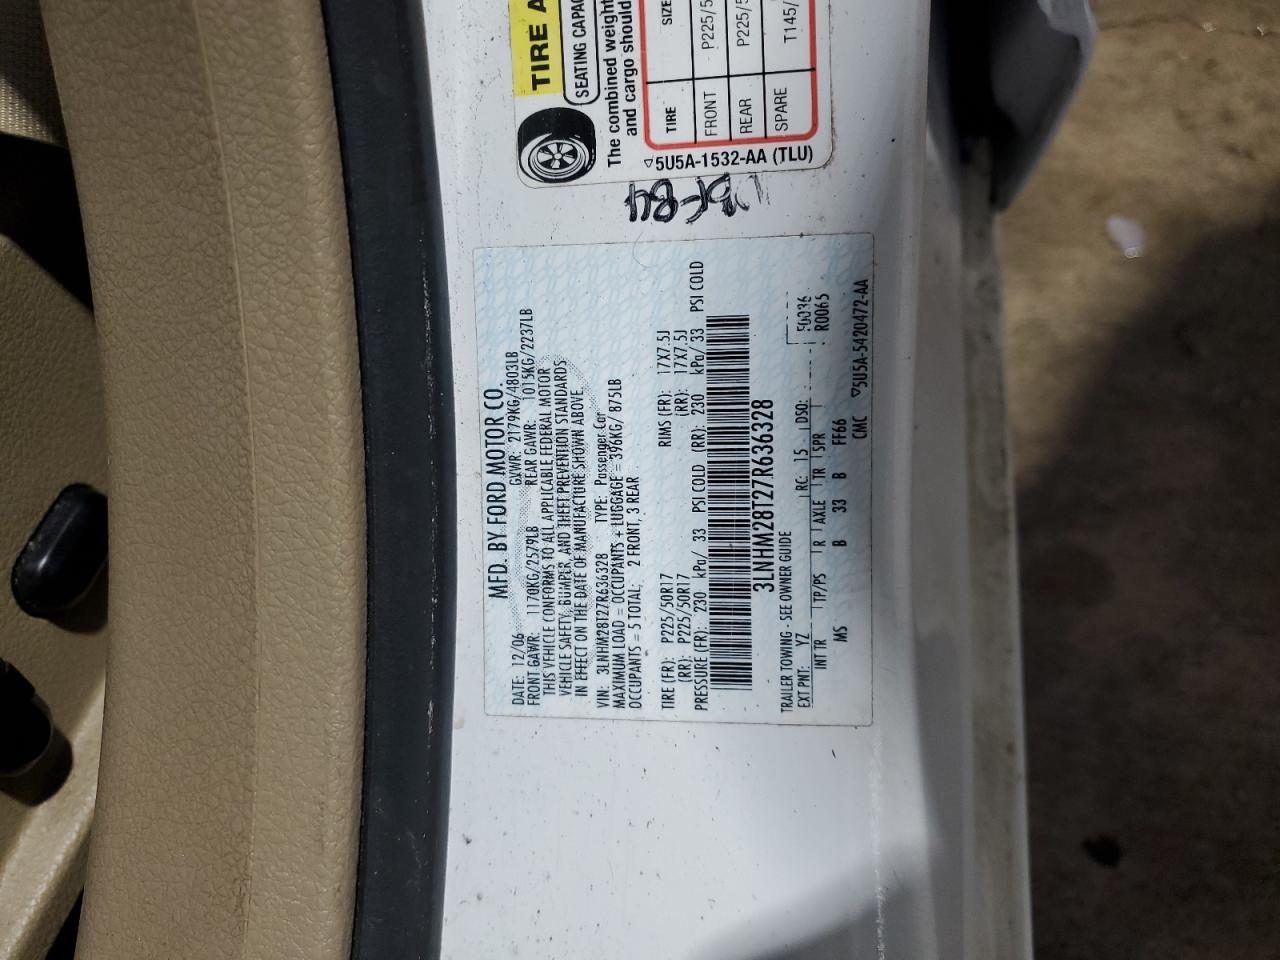 MFD. BY FORD MOTOR CO.
DATE: 12/06 GVWR: 2179KG/4803LB
FRONT GAWR: 1170KG/2579LB REAR GAWR: 1015KG/2237LB
THIS VEHICLE CONFORMS TO ALL APPLICABLE FEDERAL MOTOR
VEHICLE SAFETY, BUMPER, AND THEFT PREVENTION STANDARDS
IN EFFECT ON THE DATE OF MANUFACTURE SHOWN ABOVE.
VIN: 3LNHM28T27R636328 TYPE: Passenger Car
MAXIMUM LOAD = OCCUPANTS + LUGGAGE = 396KG/ 875LB
OCCUPANTS = 5 TOTAL; 2 FRONT, 3 REAR
TIRE (FR): P225/50R17 RIMS (FR): 17X7.5J
(RR): P225/50R17 (RR): 17X7.5J
PRESSURE (FR): 230 kPa/ 33 PSI COLD (RR): 230 kPa/ 33 PSI COLD
3LNHM28T27R636328
TRAILER TOWING - SEE OWNER GUIDE
EXT PNT: YZ RC: 15 DSO: F0036
INT TR TP/PS R AXLE TR SPR R0065
MS B 33 B FF66
CMC ▽5U5A-5420472-AA
TIRE A
SEATING CAPAC
The combined weight
and cargo should
TIRE SIZE
FRONT P225/5
REAR P225/5
SPARE T145/
▽5U5A-1532-AA (TLU)